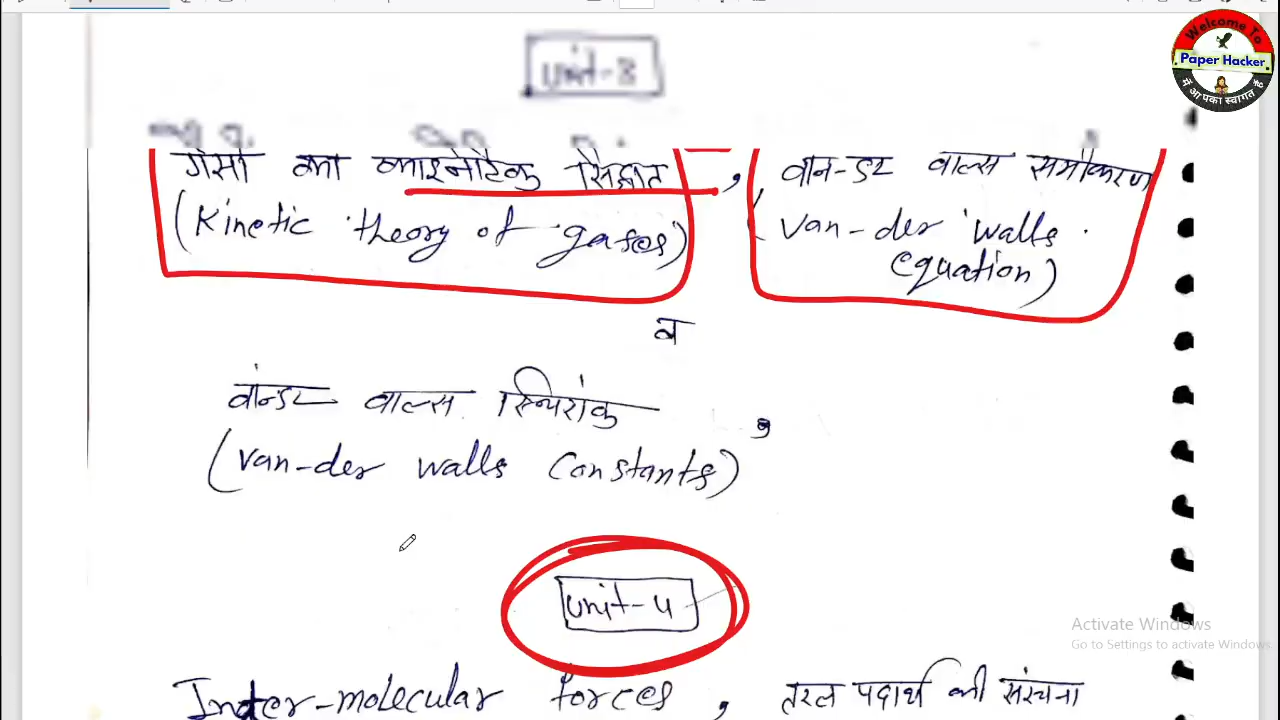 Welcome To
Paper Hacker
में आपका स्वागत है
Unit-3
गैसों का काइनेटिक सिद्धांत , वान-डर वाल्स समीकरण
(Kinetic theory of gases) (Van-der walls
equation)
व
वान्डर वाल्स स्थिरांक ,
(van-der walls Constants)
Unit-4
Activate Windows
Go to Settings to activate Windows.
Inter-molecular forces , तरल पदार्थ की संरचना